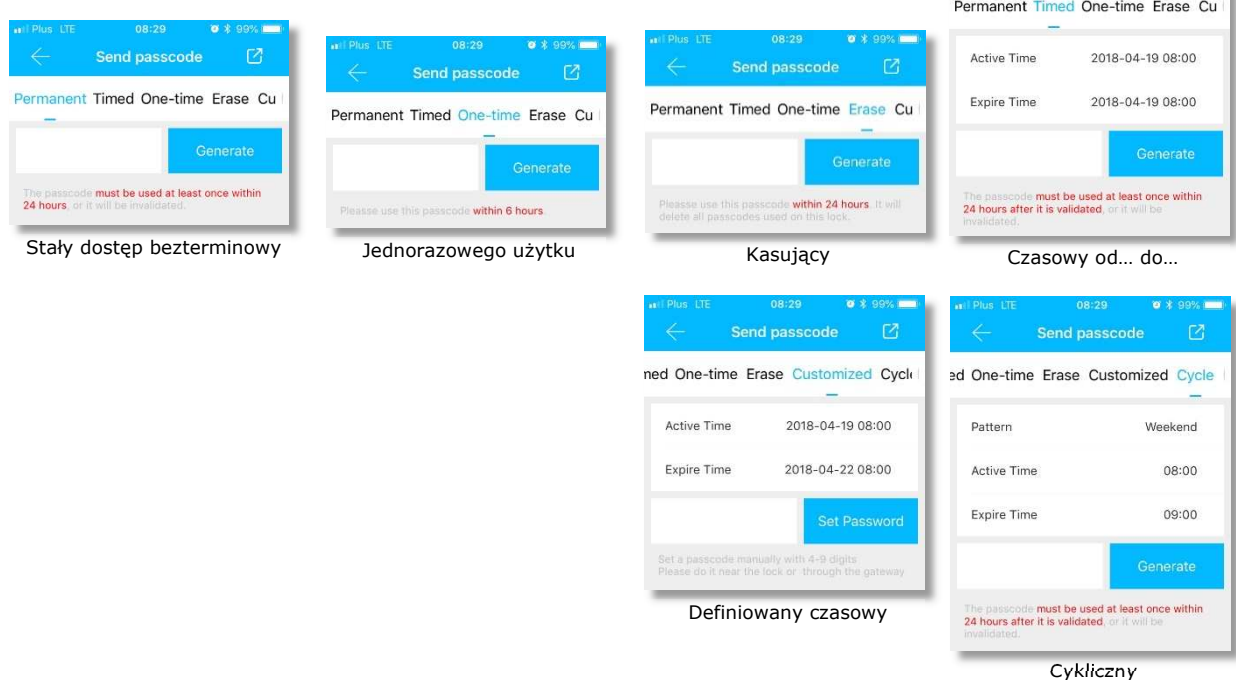 Plus LTE 08:29 99%
Send passcode
Permanent Timed One-time Erase Cu
Generate
The passcode must be used at least once within
24 hours, or it will be invalidated.
Stały dostęp bezterminowy
Plus LTE 08:29 99%
Send passcode
Permanent Timed One-time Erase Cu
Generate
Pleasse use this passcode within 6 hours.
Jednorazowego użytku
Plus LTE 08:29 99%
Send passcode
Permanent Timed One-time Erase Cu
Generate
Pleasse use this passcode within 24 hours. It will
delete all passcodes used on this lock.
Kasujący
Permanent Timed One-time Erase Cu
Active Time 2018-04-19 08:00
Expire Time 2018-04-19 08:00
Generate
The passcode must be used at least once within
24 hours after it is validated, or it will be
invalidated.
Czasowy od... do...
Plus LTE 08:29 99%
Send passcode
med One-time Erase Customized Cycle
Active Time 2018-04-19 08:00
Expire Time 2018-04-22 08:00
Set Password
Set a passcode manually with 4-9 digits
Please do it near the lock or through the gateway
Definiowany czasowy
Plus LTE 08:29 99%
Send passcode
ed One-time Erase Customized Cycle
Pattern Weekend
Active Time 08:00
Expire Time 09:00
Generate
The passcode must be used at least once within
24 hours after it is validated, or it will be
invalidated.
Cykliczny